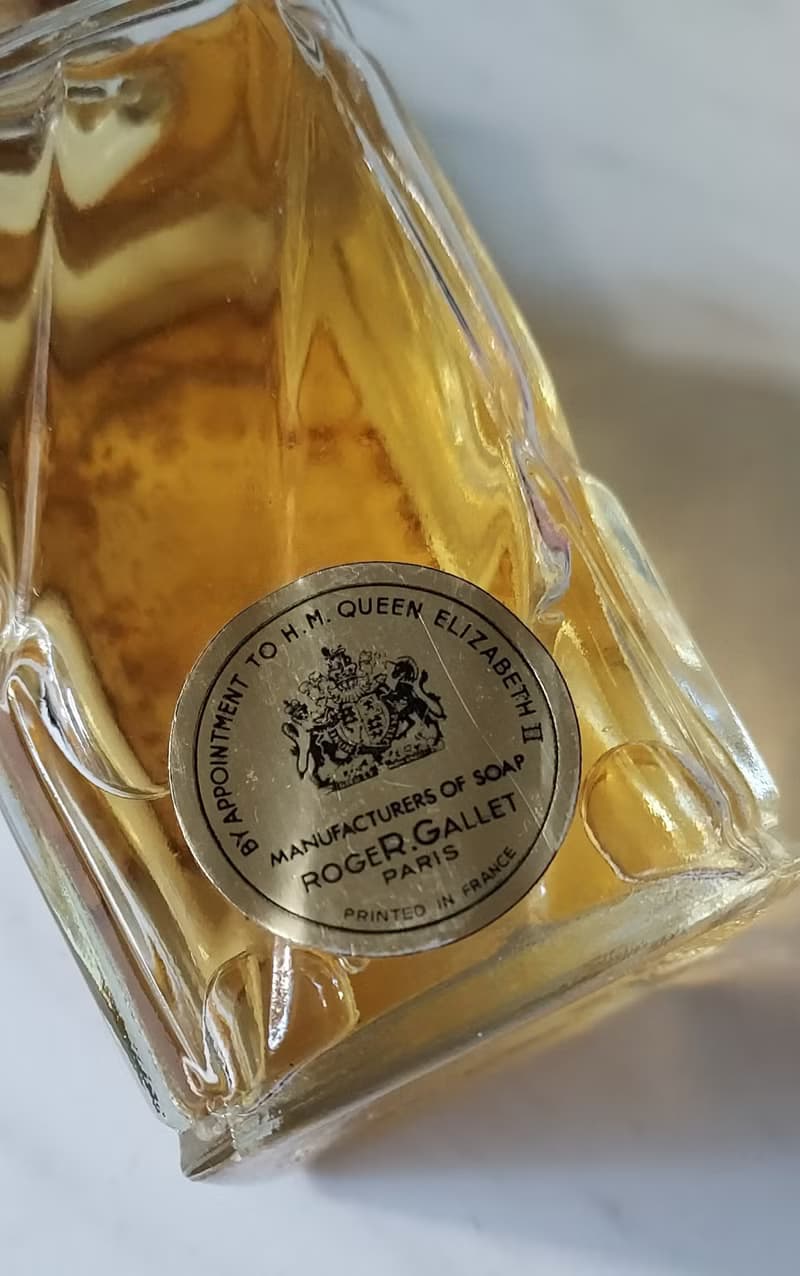 BY APPOINTMENT TO H.M. QUEEN ELIZABETH II
MANUFACTURERS OF SOAP
ROGER.GALLET
PARIS
PRINTED IN FRANCE